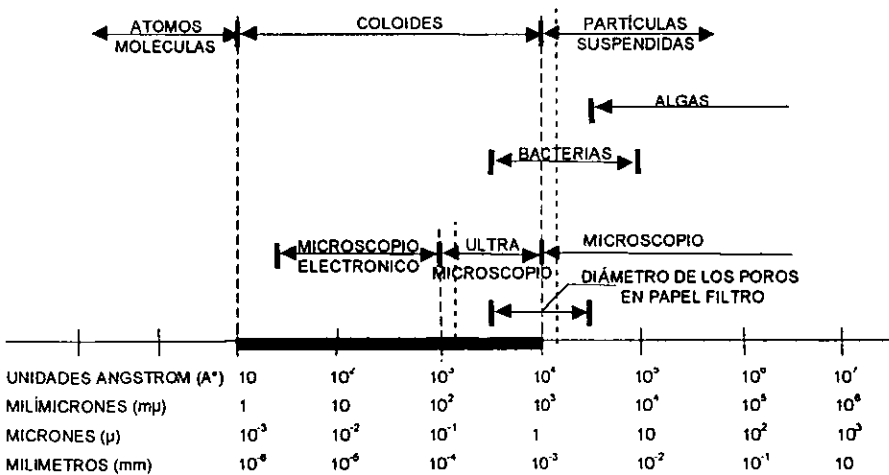 ATOMOS
MOLECULAS
COLOIDES
PARTÍCULAS
SUSPENDIDAS
ALGAS
BACTERIAS
MICROSCOPIO
ELECTRONICO
ULTRA
MICROSCOPIO
MICROSCOPIO
DIÁMETRO DE LOS POROS
EN PAPEL FILTRO
UNIDADES ANGSTROM (A°) 10 10² 10³ 10⁴ 10⁵ 10⁶ 10⁷
MILÍMICRONES (mμ) 1 10 10² 10³ 10⁴ 10⁵ 10⁶
MICRONES (μ) 10⁻³ 10⁻² 10⁻¹ 1 10 10² 10³
MILIMETROS (mm) 10⁻⁶ 10⁻⁵ 10⁻⁴ 10⁻³ 10⁻² 10⁻¹ 10